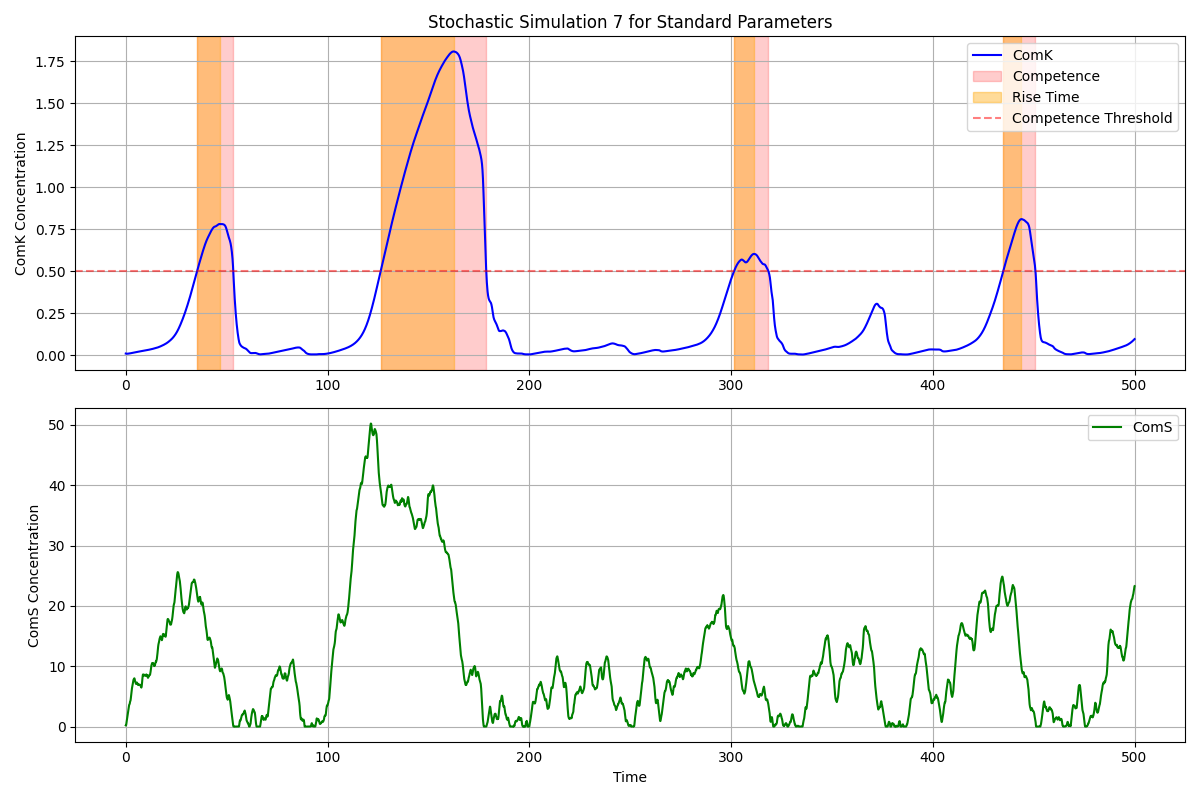 Stochastic Simulation 7 for Standard Parameters
ComK Concentration
1.75
1.50
1.25
1.00
0.75
0.50
0.25
0.00
ComK
Competence
Rise Time
Competence Threshold
0 100 200 300 400 500
ComS Concentration
50
40
30
20
10
0
ComS
0 100 200 300 400 500
Time